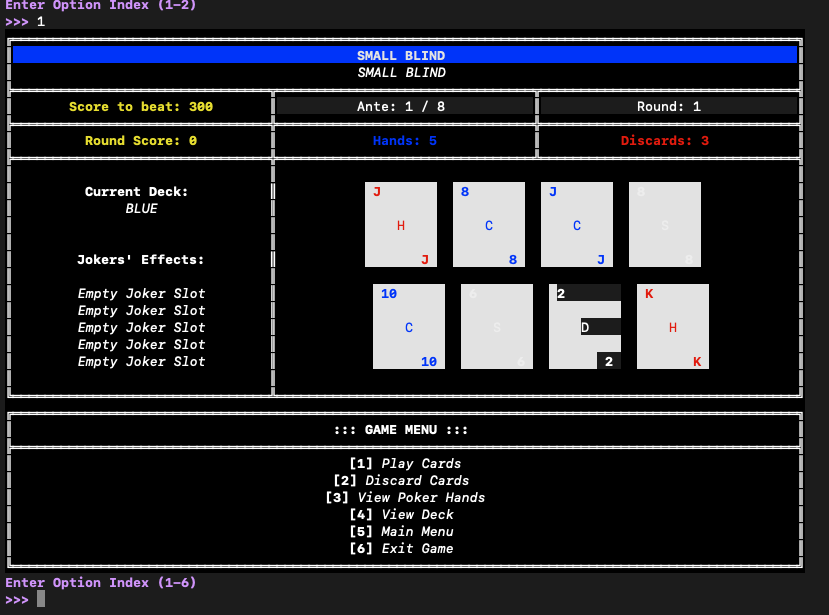 Enter Option Index (1-2)
>>> 1
SMALL BLIND
SMALL BLIND
Score to beat: 300
Ante: 1 / 8
Round: 1
Round Score: 0
Hands: 5
Discards: 3
Current Deck:
BLUE
Jokers' Effects:
Empty Joker Slot
Empty Joker Slot
Empty Joker Slot
Empty Joker Slot
Empty Joker Slot
J 8 J 8
H C C S
J 8 J 8
10 6 2 K
C S D H
10 6 2 K
::: GAME MENU :::
[1] Play Cards
[2] Discard Cards
[3] View Poker Hands
[4] View Deck
[5] Main Menu
[6] Exit Game
Enter Option Index (1-6)
>>>